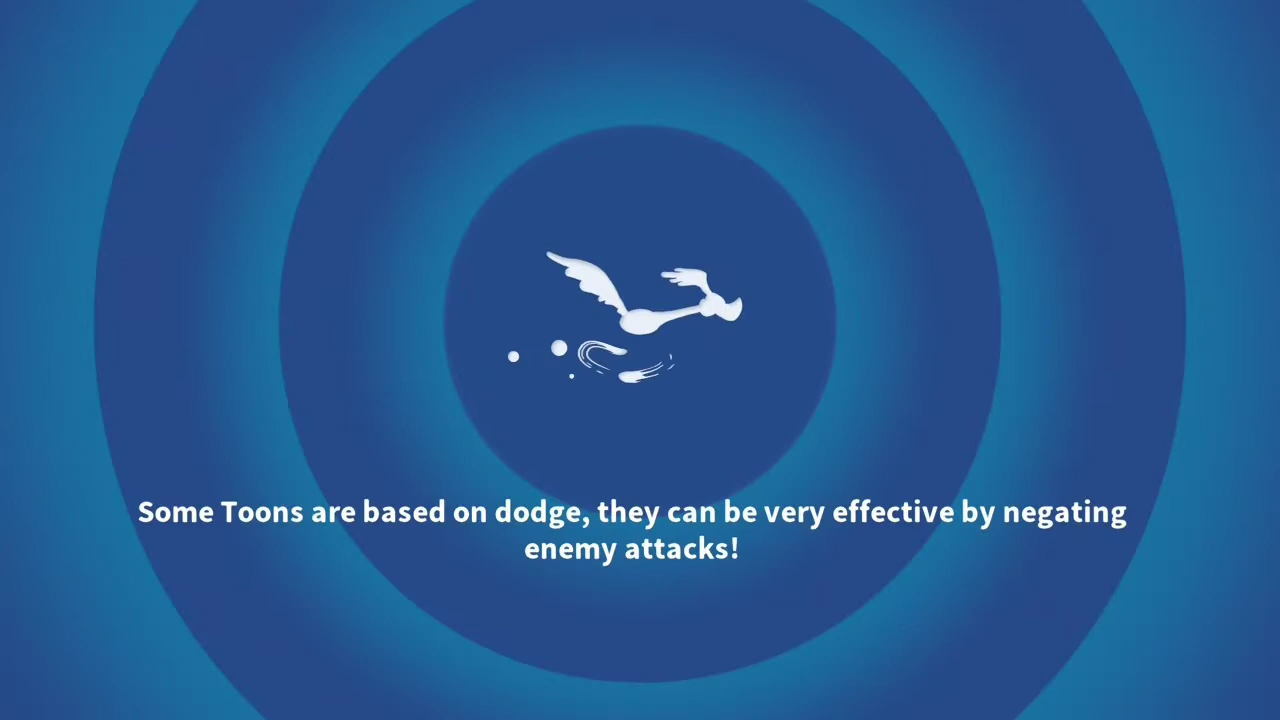 Some Toons are based on dodge, they can be very effective by negating
enemy attacks!